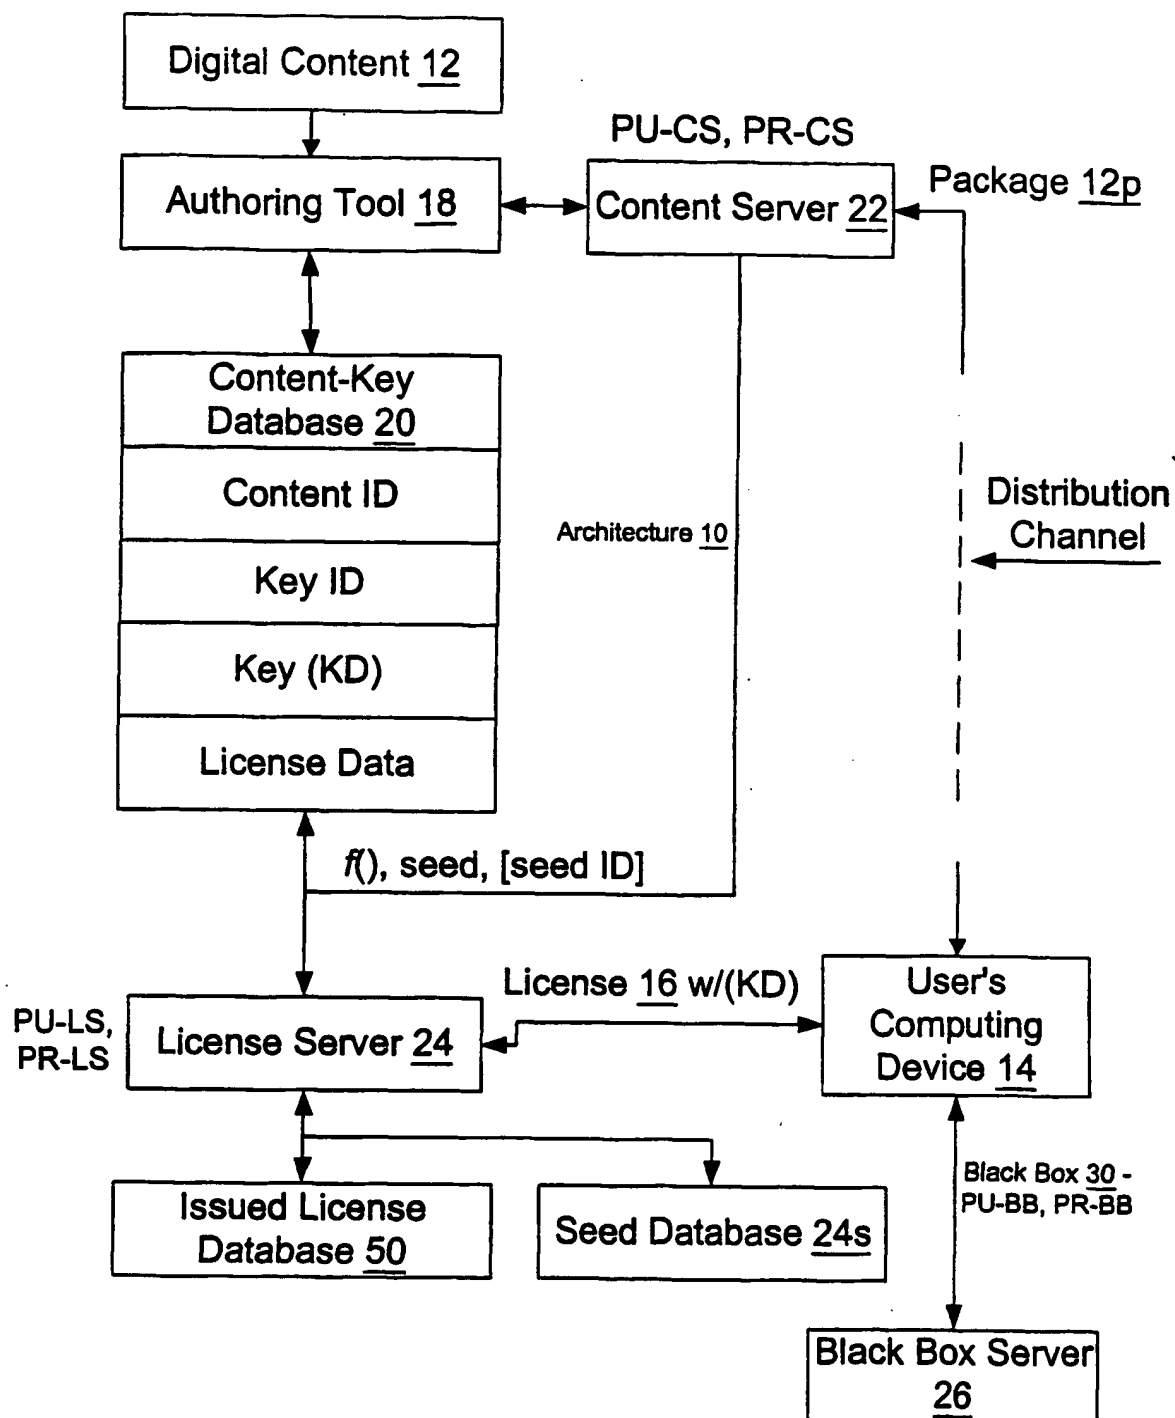 Digital Content 12
PU-CS, PR-CS
Authoring Tool 18
Content Server 22
Package 12p
Content-Key
Database 20
Content ID
Key ID
Key (KD)
License Data
Architecture 10
Distribution
Channel
f(), seed, [seed ID]
License 16 w/(KD)
PU-LS,
PR-LS
License Server 24
User's
Computing
Device 14
Issued License
Database 50
Seed Database 24s
Black Box 30 -
PU-BB, PR-BB
Black Box Server
26